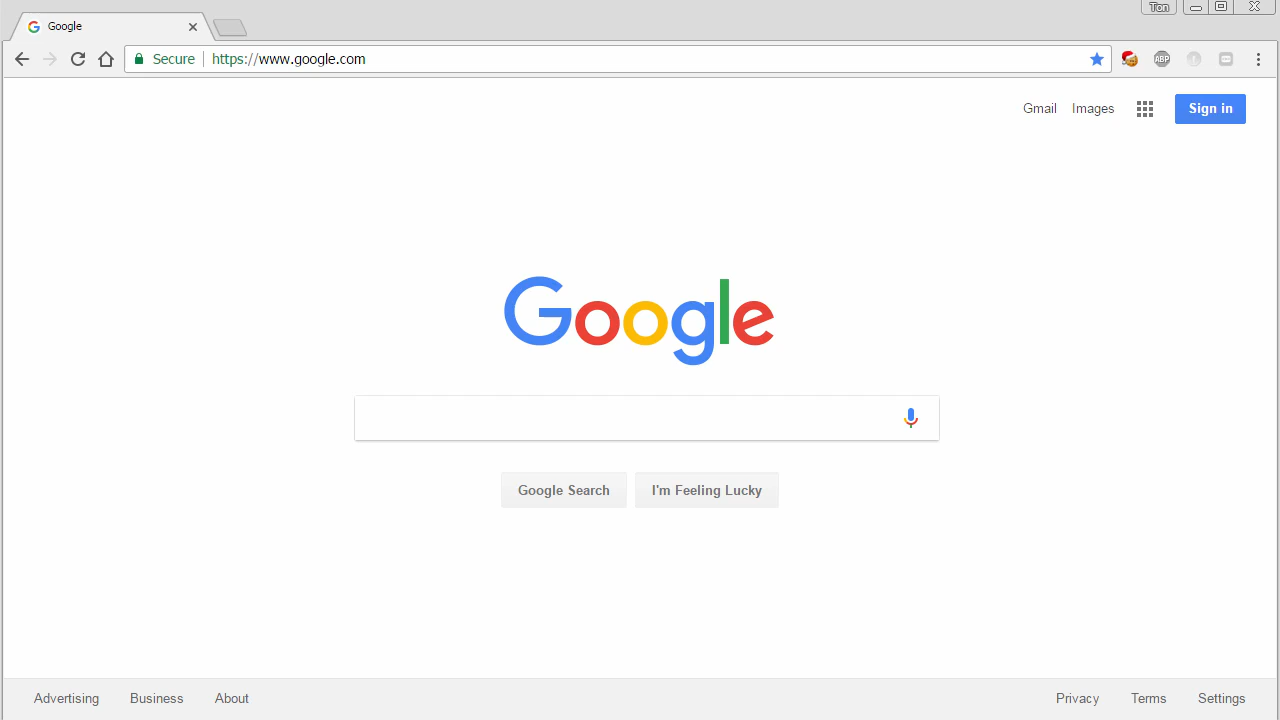 Ton
Google
Secure https://www.google.com
ABP
Gmail Images Sign in
Google
Google Search I'm Feeling Lucky
Advertising Business About Privacy Terms Settings